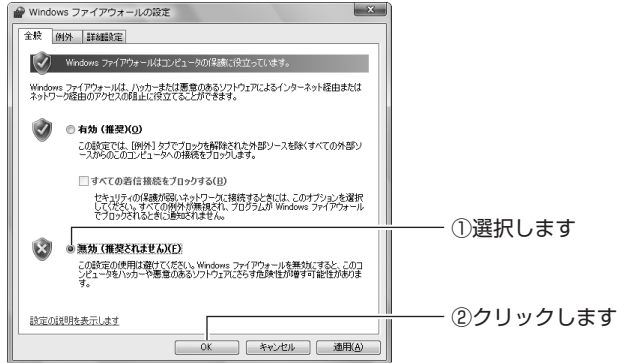 Windows ファイアウォールの設定
全般 例外 詳細設定
Windows ファイアウォールはコンピュータの保護に役立っています。
Windows ファイアウォールは、ハッカーまたは悪意のあるソフトウェアによるインターネット経由または
ネットワーク経由のアクセスの阻止に役立てることができます。
有効 (推奨)(O)
この設定では、[例外] タブでブロックを解除された外部ソースを除くすべての外部ソ
ースからのこのコンピュータへの接続をブロックします。
すべての着信接続をブロックする(B)
セキュリティの保護が弱いネットワークに接続するときには、このオプションを選択
してください。すべての例外が無視され、プログラムが Windows ファイアウォール
でブロックされるときに通知されません。
①選択します
無効 (推奨されません)(F)
この設定の使用は避けてください。Windows ファイアウォールを無効にすると、このコ
ンピュータをハッカーや悪意のあるソフトウェアにさらす危険性が増す可能性がありま
す。
設定の説明を表示します
②クリックします
OK キャンセル 適用(A)